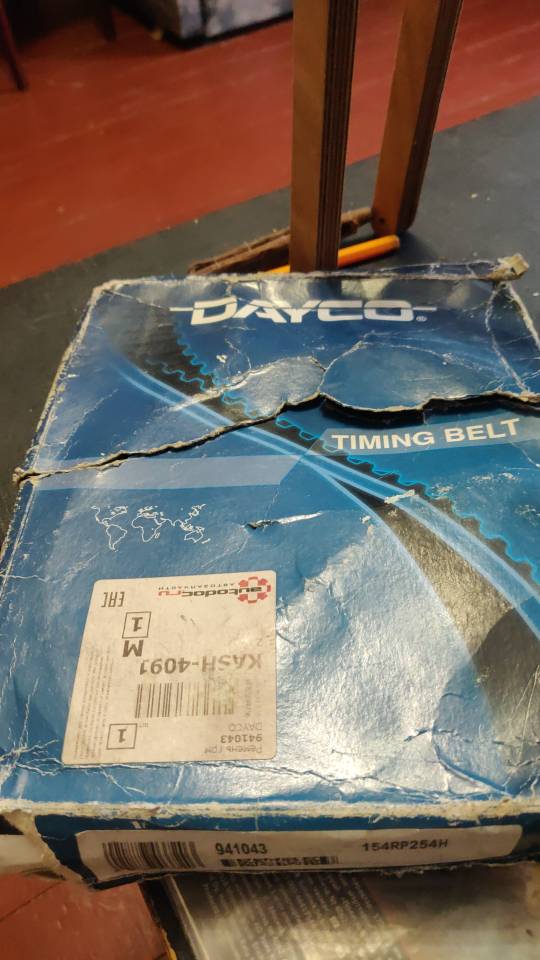 DAYCO®
TIMING BELT
Ремень ГРМ
941043
DAYCO
1
KASH-4091
M
1
autodoc.ru
АВТОЗАПЧАСТИ
EAC
941043
154RP254H